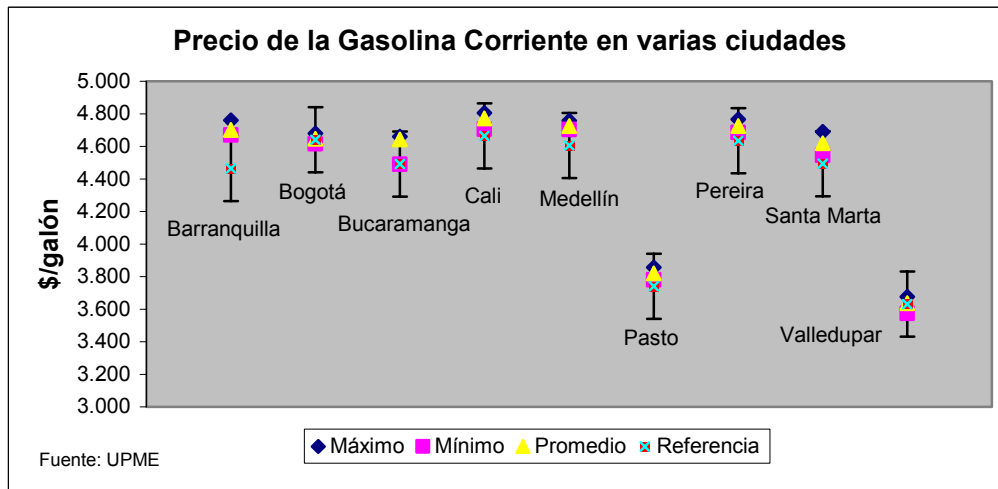 Precio de la Gasolina Corriente en varias ciudades
$/galón
5.000
4.800
4.600
4.400
4.200
4.000
3.800
3.600
3.400
3.200
3.000
Barranquilla
Bogotá
Bucaramanga
Cali
Medellín
Pasto
Pereira
Santa Marta
Valledupar
Máximo Mínimo Promedio Referencia
Fuente: UPME